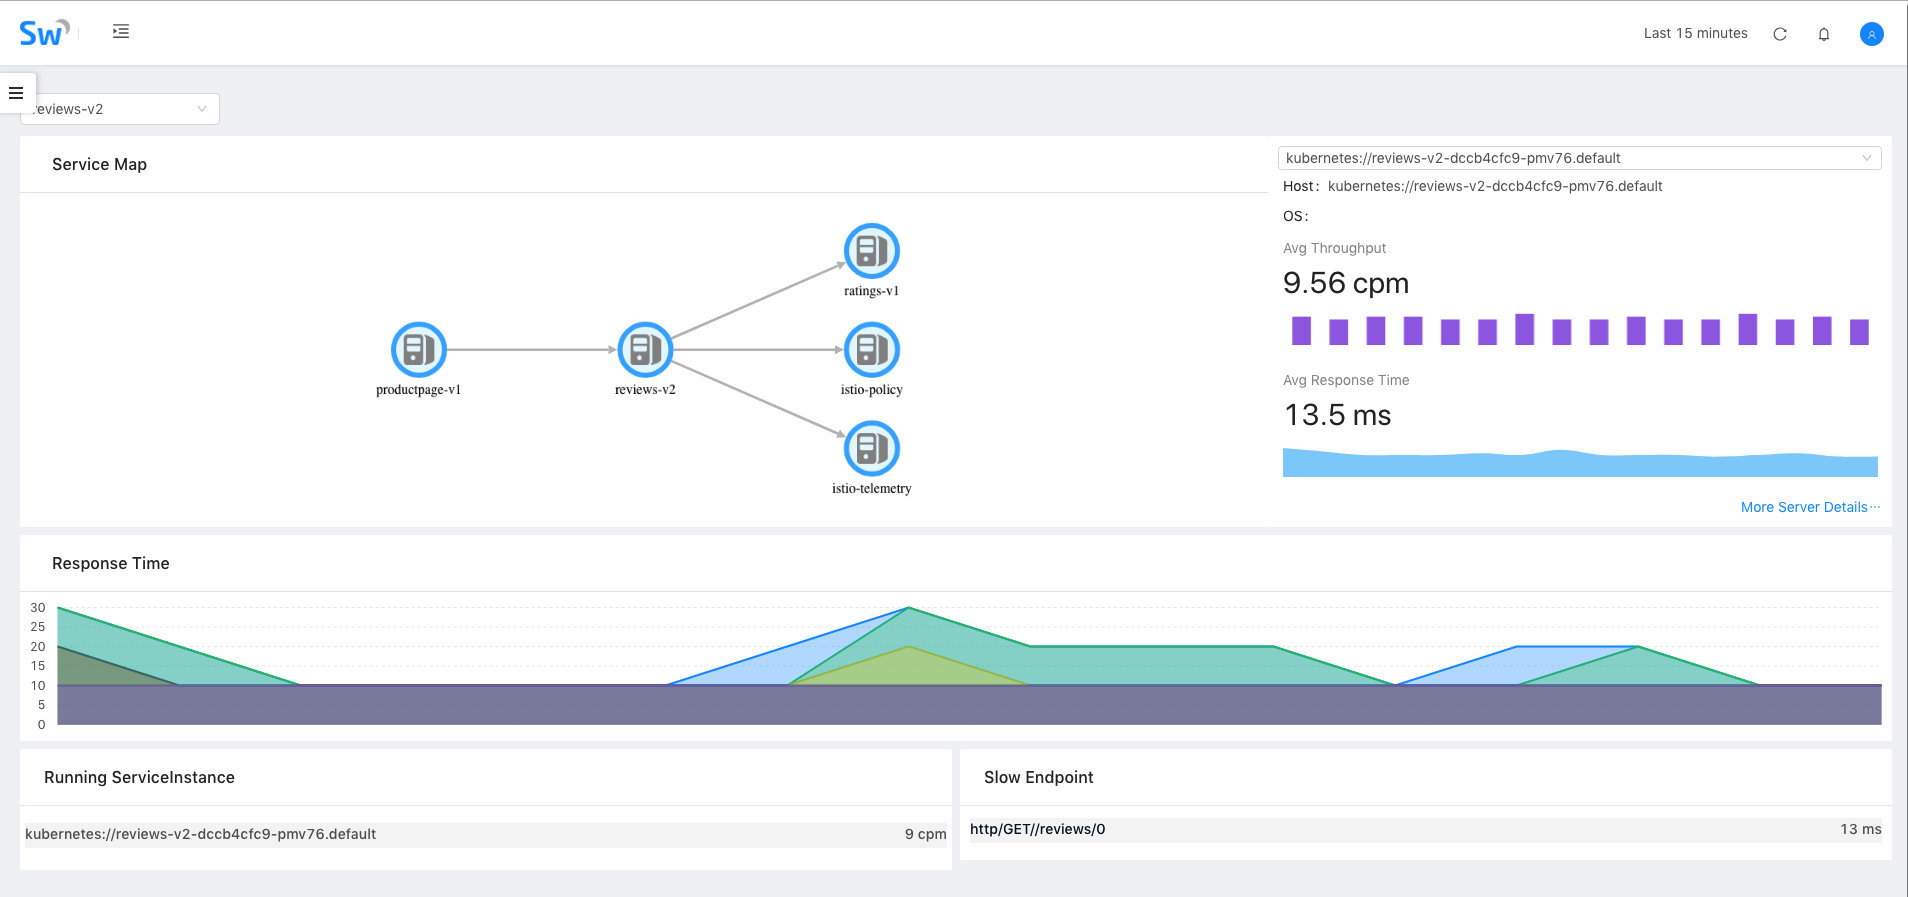 Sw
Last 15 minutes
reviews-v2
Service Map
kubernetes://reviews-v2-dccb4cfc9-pmv76.default
Host: kubernetes://reviews-v2-dccb4cfc9-pmv76.default
OS:
Avg Throughput
9.56 cpm
Avg Response Time
13.5 ms
More Server Details···
ratings-v1
productpage-v1
reviews-v2
istio-policy
istio-telemetry
Response Time
30
25
20
15
10
5
0
Running ServiceInstance
kubernetes://reviews-v2-dccb4cfc9-pmv76.default 9 cpm
Slow Endpoint
http/GET//reviews/0 13 ms